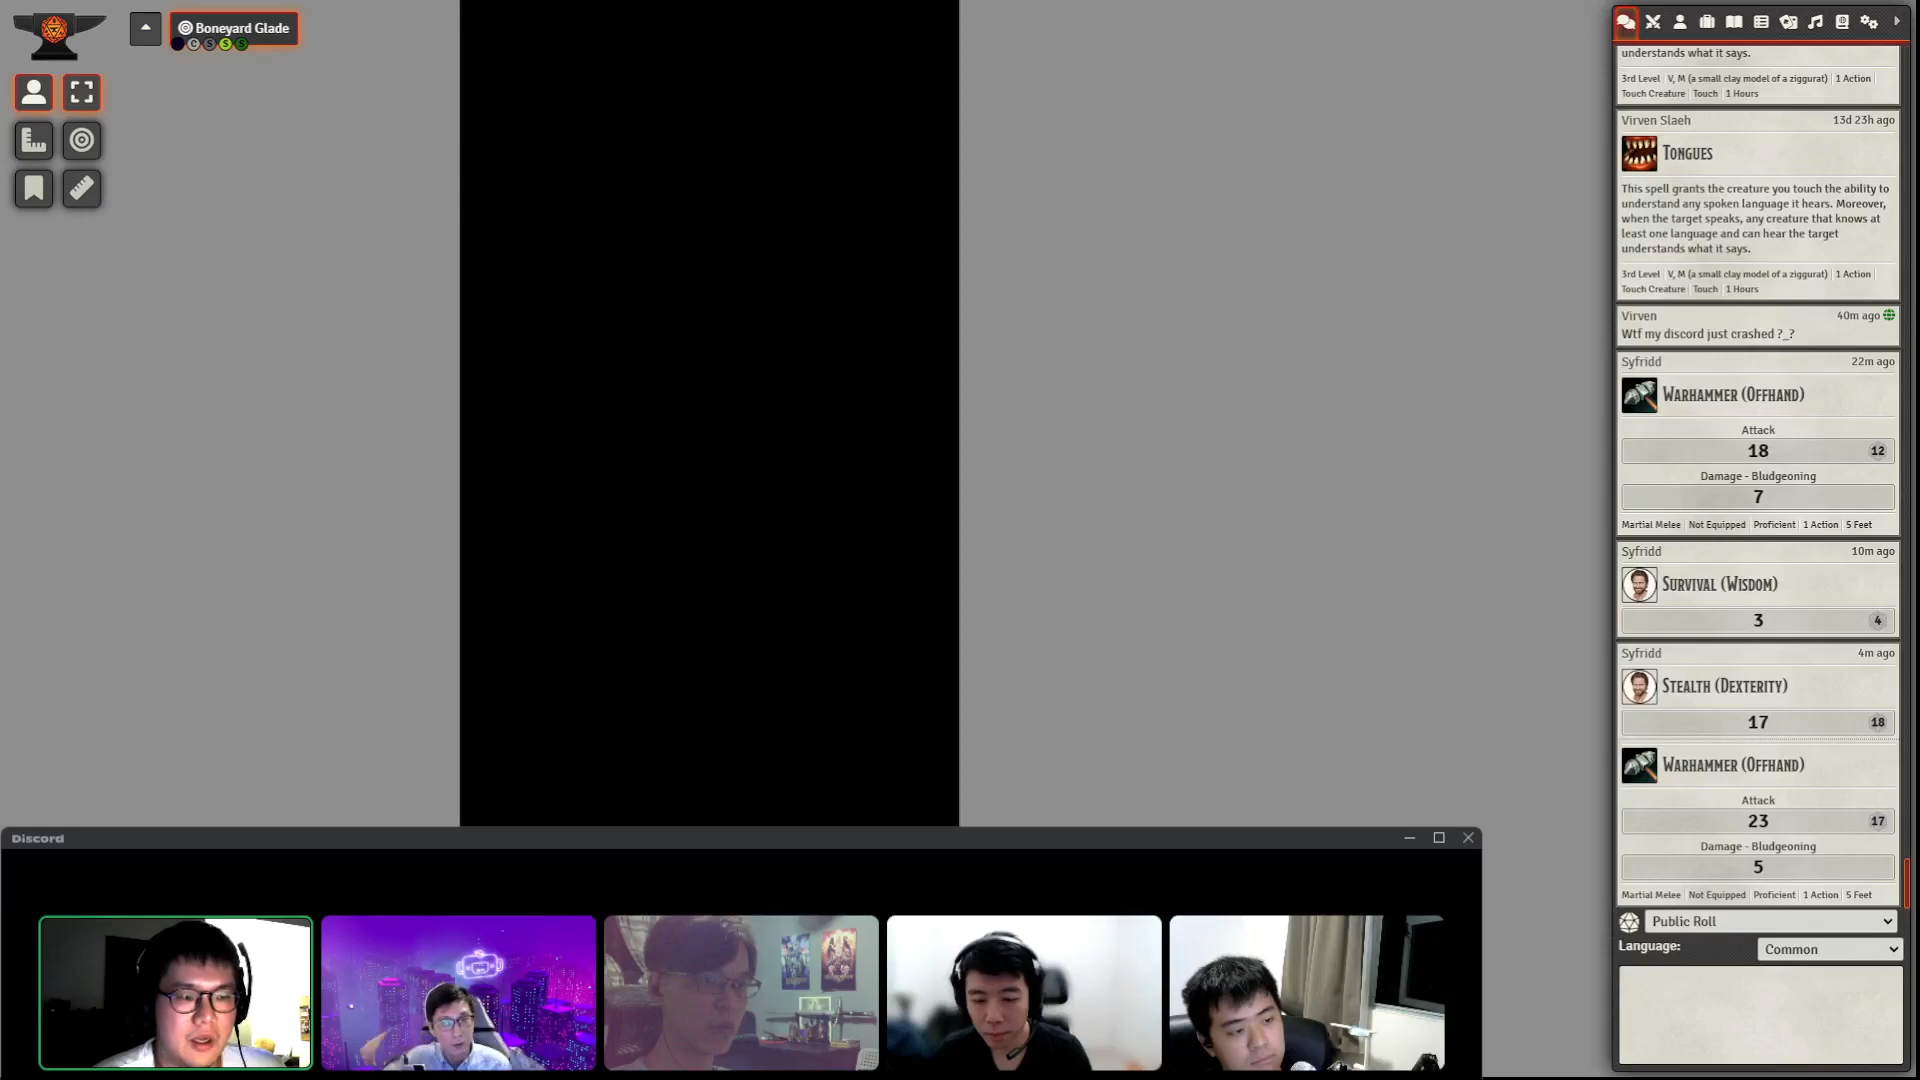 Boneyard Glade
C S S S
understands what it says.
3rd Level V, M (a small clay model of a ziggurat) 1 Action
Touch Creature Touch 1 Hours
Virven Slaeh 13d 23h ago
Tongues
This spell grants the creature you touch the ability to
understand any spoken language it hears. Moreover,
when the target speaks, any creature that knows at
least one language and can hear the target
understands what it says.
3rd Level V, M (a small clay model of a ziggurat) 1 Action
Touch Creature Touch 1 Hours
Virven 40m ago
Wtf my discord just crashed ?_?
Syfridd 22m ago
Warhammer (Offhand)
Attack
18 12
Damage - Bludgeoning
7
Martial Melee Not Equipped Proficient 1 Action 5 Feet
Syfridd 10m ago
Survival (Wisdom)
3 4
Syfridd 4m ago
Stealth (Dexterity)
17 18
Warhammer (Offhand)
Attack
23 17
Damage - Bludgeoning
5
Martial Melee Not Equipped Proficient 1 Action 5 Feet
Public Roll
Language: Common
Discord